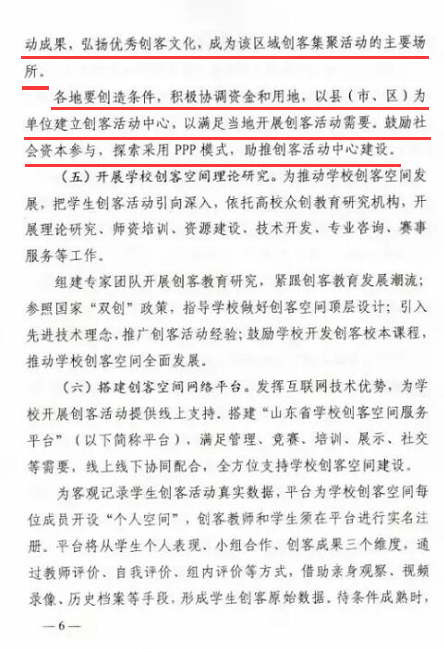 动成果，弘扬优秀创客文化，成为该区域创客集聚活动的主要场
所。
各地要创造条件，积极协调资金和用地，以县（市、区）为
单位建立创客活动中心，以满足当地开展创客活动需要。鼓励社
会资本参与，探索采用PPP模式，助推创客活动中心建设。
（五）开展学校创客空间理论研究。为推动学校创客空间发
展，把学生创客活动引向深入，依托高校众创教育研究机构，开
展理论研究、师资培训、资源建设、技术开发、专业咨询、赛事
服务等工作。
组建专家团队开展创客教育研究，紧跟创客教育发展潮流；
参照国家“双创”政策，指导学校做好创客空间顶层设计；引入
先进技术理念，推广创客活动经验；鼓励学校开发创客校本课程，
推动学校创客空间全面发展。
（六）搭建创客空间网络平台。发挥互联网技术优势，为学
校开展创客活动提供线上支持。搭建“山东省学校创客空间服务
平台”（以下简称平台），满足管理、竞赛、培训、展示、社交
等需要，线上线下协同配合，全方位支持学校创客空间建设。
为客观记录学生创客活动真实数据，平台为学校创客空间每
位成员开设“个人空间”，创客教师和学生须在平台进行实名注
册。平台将从学生个人表现、小组合作、创客成果三个维度，通
过教师评价、自我评价、组内评价等方式，借助亲身观察、视频
录像、历史档案等手段，形成学生创客原始数据。待条件成熟时，
— 6 —